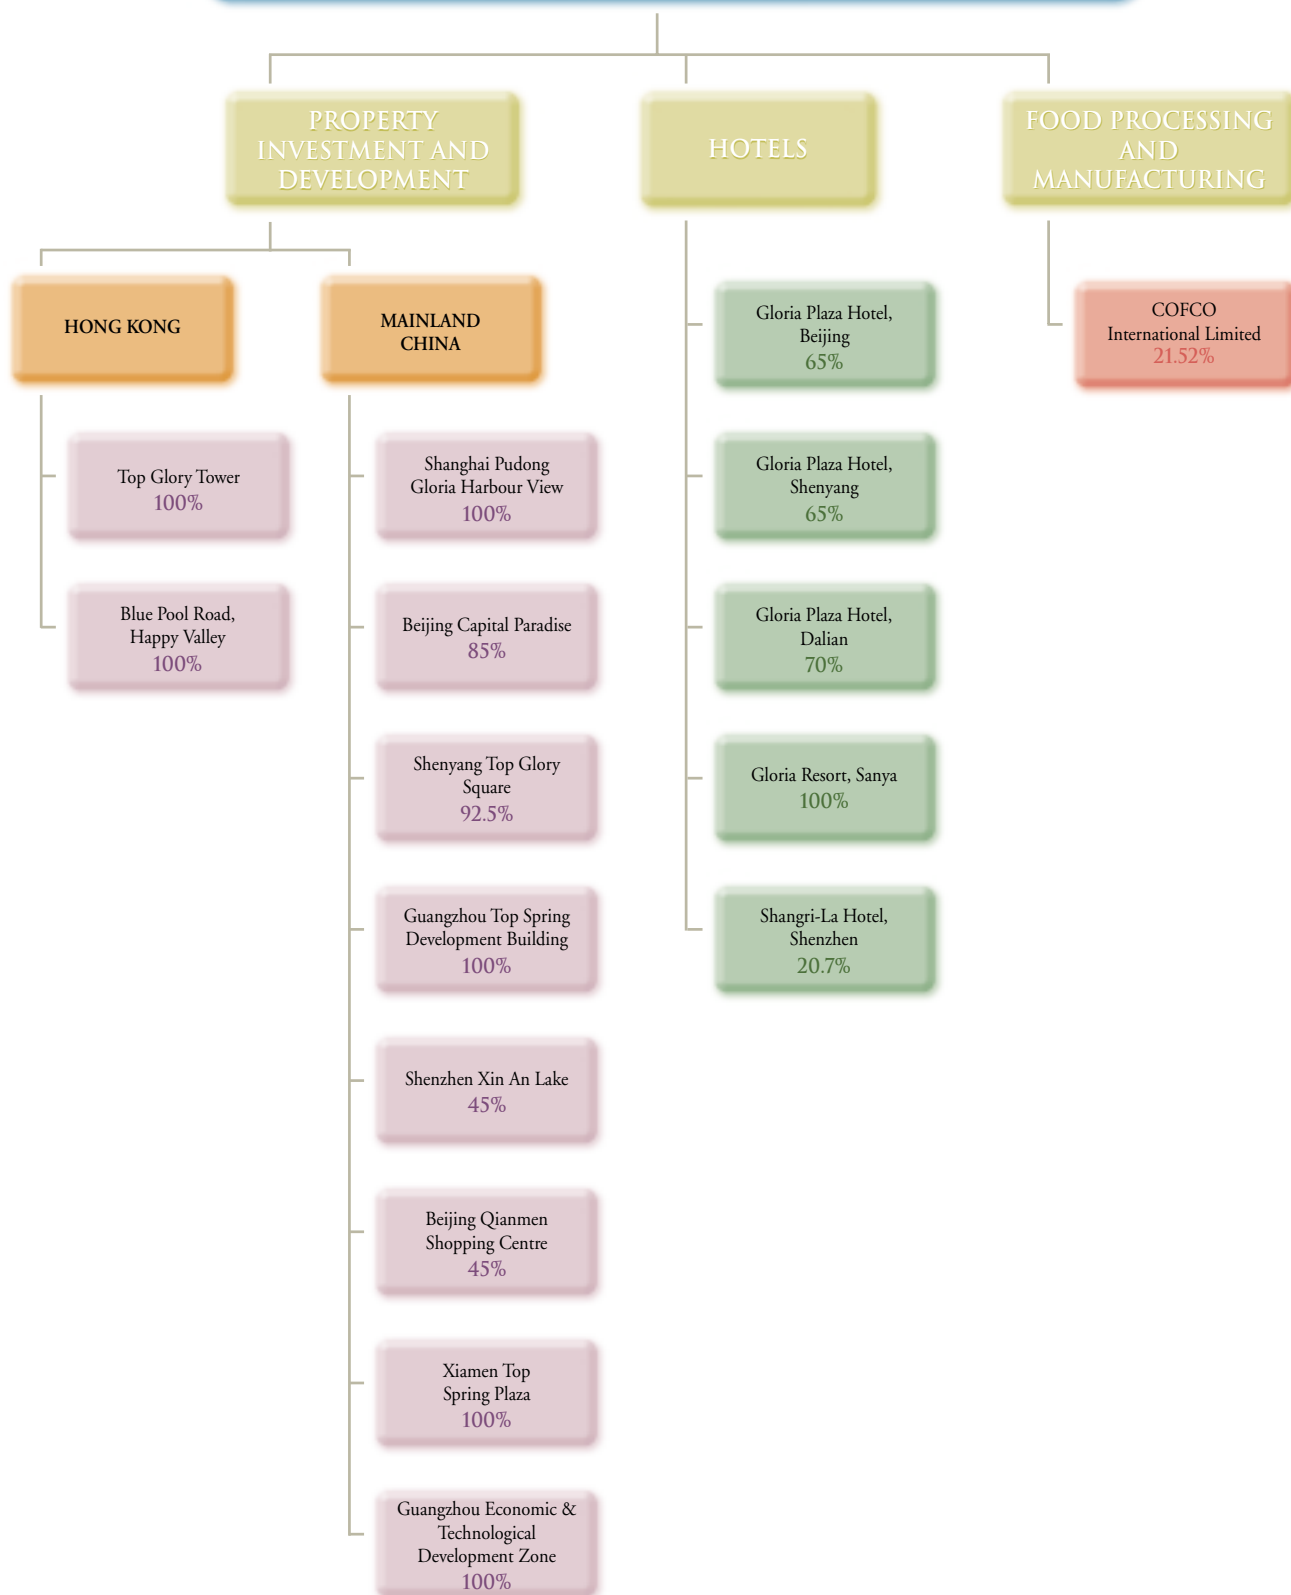 PROPERTY
INVESTMENT AND
DEVELOPMENT
HOTELS
FOOD PROCESSING
AND
MANUFACTURING
HONG KONG
Top Glory Tower
100%
Blue Pool Road,
Happy Valley
100%
MAINLAND
CHINA
Shanghai Pudong
Gloria Harbour View
100%
Beijing Capital Paradise
85%
Shenyang Top Glory
Square
92.5%
Guangzhou Top Spring
Development Building
100%
Shenzhen Xin An Lake
45%
Beijing Qianmen
Shopping Centre
45%
Xiamen Top
Spring Plaza
100%
Guangzhou Economic &
Technological
Development Zone
100%
Gloria Plaza Hotel,
Beijing
65%
Gloria Plaza Hotel,
Shenyang
65%
Gloria Plaza Hotel,
Dalian
70%
Gloria Resort, Sanya
100%
Shangri-La Hotel,
Shenzhen
20.7%
COFCO
International Limited
21.52%